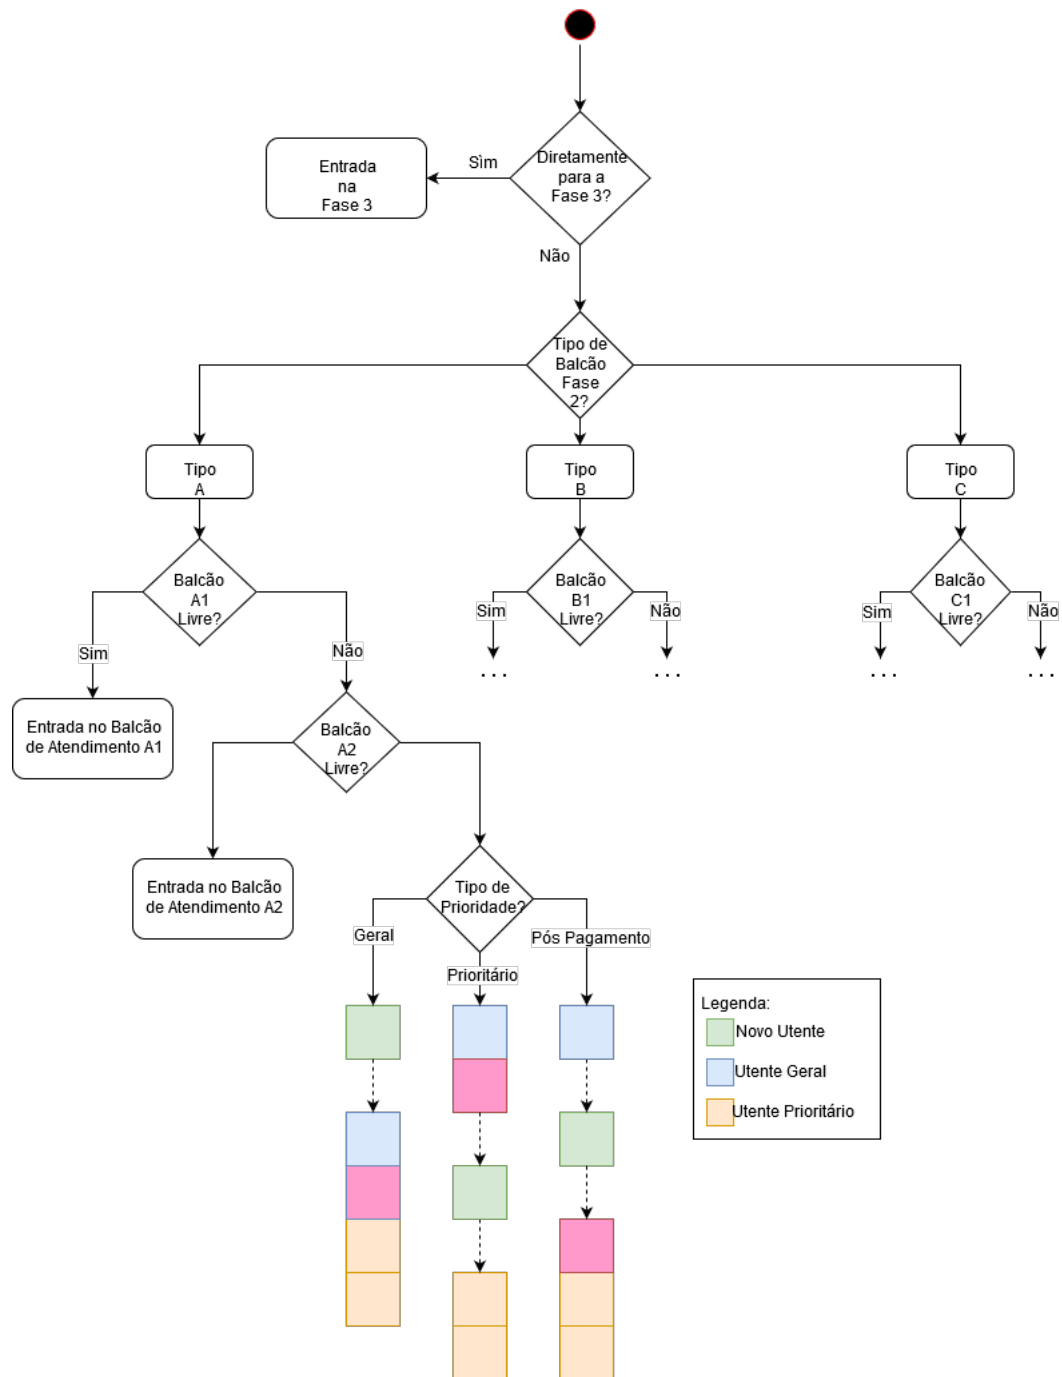 Diretamente
para a
Fase 3?
Sim
Entrada
na
Fase 3
Não
Tipo de
Balcão
Fase
2?
Tipo
A
Tipo
B
Tipo
C
Balcão
A1
Livre?
Balcão
B1
Livre?
Balcão
C1
Livre?
Sim
Não
Sim
Não
Sim
Não
...
...
...
...
Entrada no Balcão
de Atendimento A1
Balcão
A2
Livre?
Entrada no Balcão
de Atendimento A2
Tipo de
Prioridade?
Geral
Prioritário
Pós Pagamento
Legenda:
Novo Utente
Utente Geral
Utente Prioritário